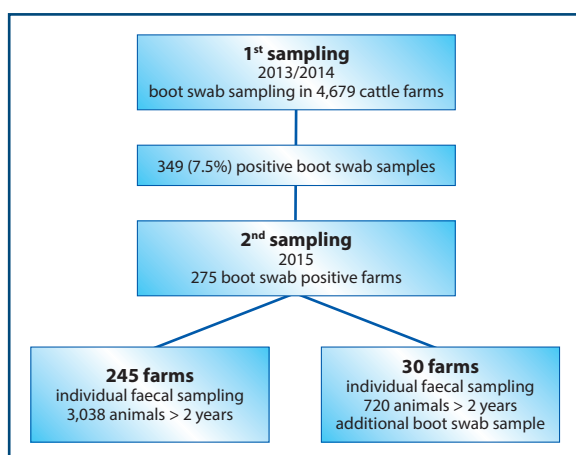 1st sampling
2013/2014
boot swab sampling in 4,679 cattle farms
349 (7.5%) positive boot swab samples
2nd sampling
2015
275 boot swab positive farms
245 farms
individual faecal sampling
3,038 animals > 2 years
30 farms
individual faecal sampling
720 animals > 2 years
additional boot swab sample